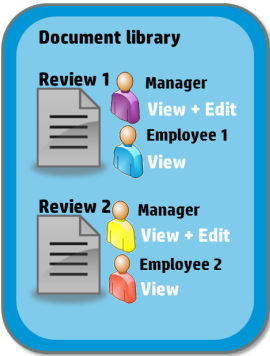 Document library
Review 1
Manager
View + Edit
Employee 1
View
Review 2
Manager
View + Edit
Employee 2
View